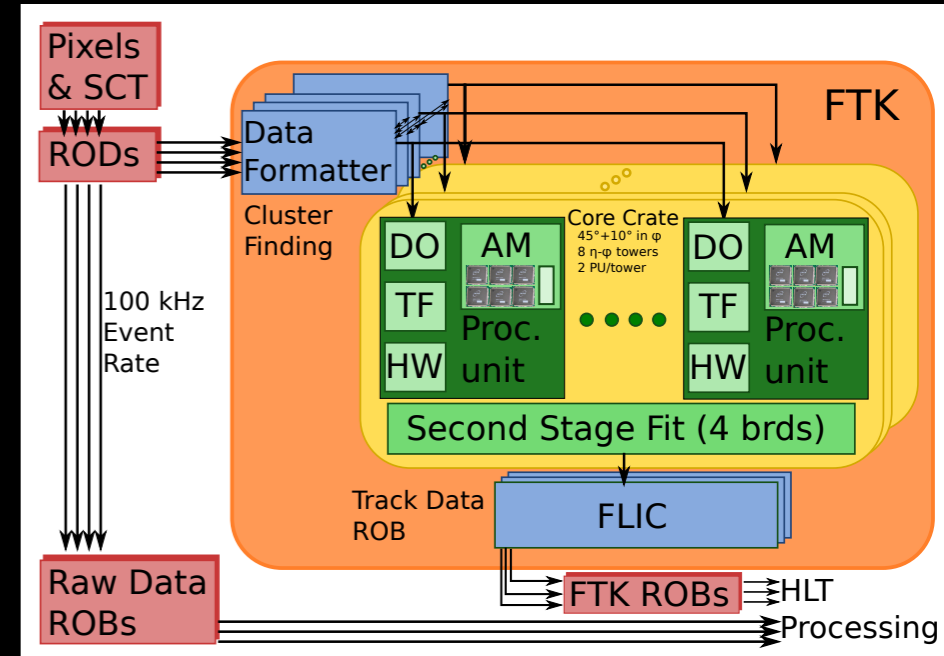 Pixels
& SCT
RODs
FTK
Data
Formatter
Cluster
Finding
Core Crate
45°+10° in φ
8 η-φ towers
2 PU/tower
DO
AM
TF
Proc.
HW
unit
DO
AM
TF
Proc.
HW
unit
100 kHz
Event
Rate
Second Stage Fit (4 brds)
Track Data
ROB
FLIC
Raw Data
ROBs
FTK ROBs
HLT
Processing